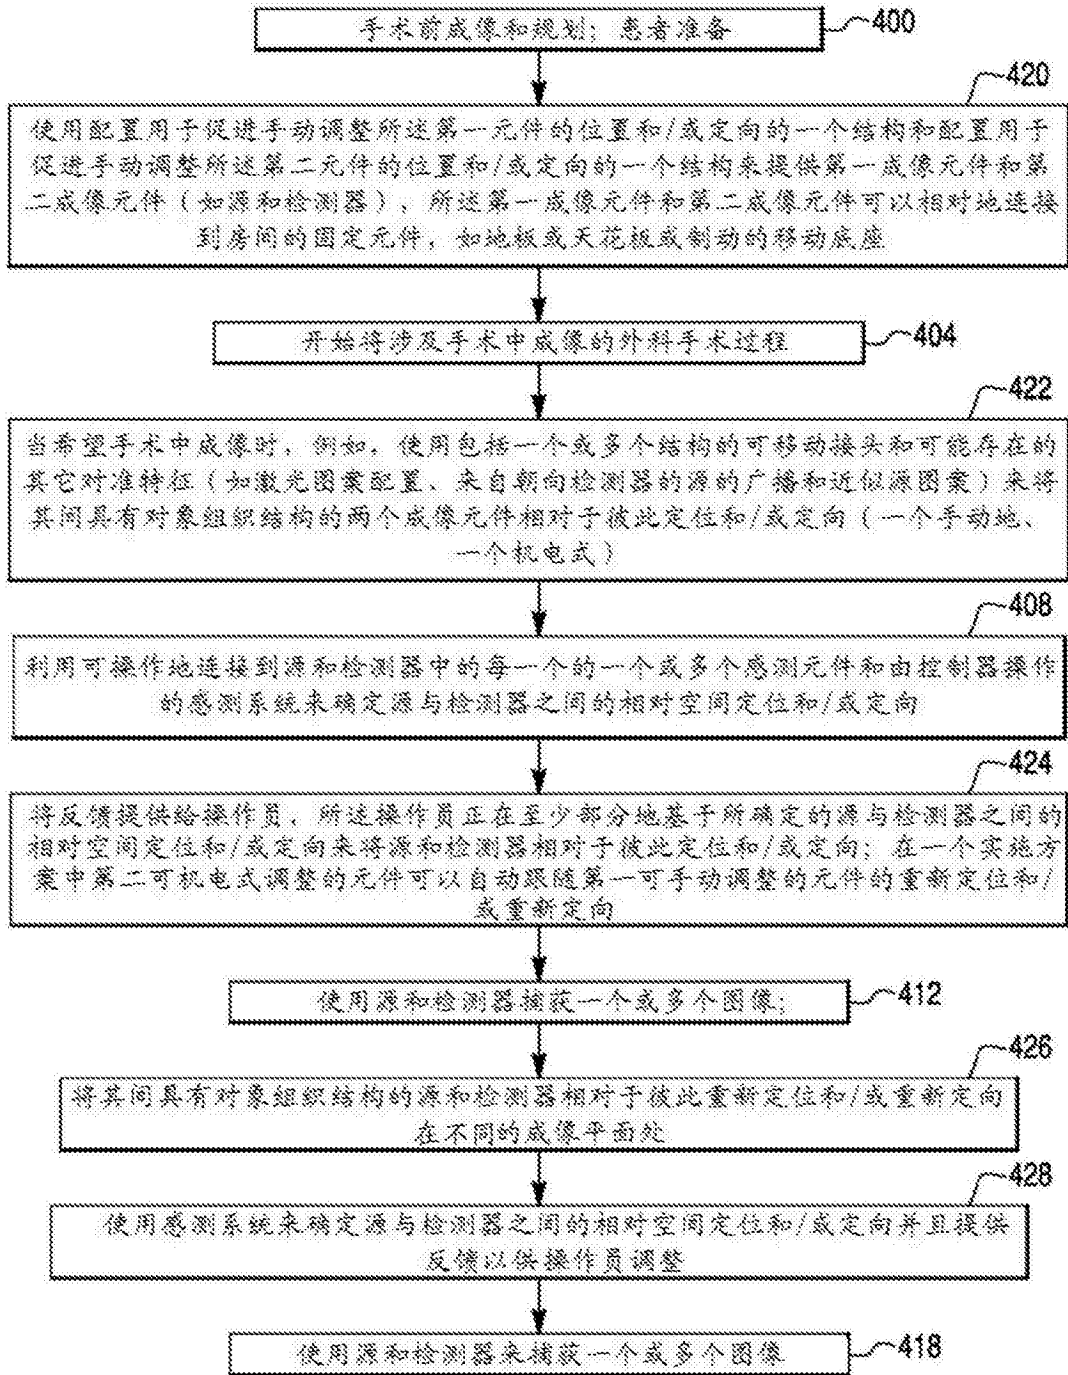 手术前成像和规划；患者准备
400
420
使用配置用于促进手动调整所述第一元件的位置和/或定向的一个结构和配置用于
促进手动调整所述第二元件的位置和/或定向的一个结构来提供第一成像元件和第
二成像元件（如源和检测器），所述第一成像元件和第二成像元件可以相对地连接
到房间的固定元件，如地板或天花板或制动的移动底座
开始将涉及手术中成像的外科手术过程
404
422
当希望手术中成像时，例如，使用包括一个或多个结构的可移动接头和可能存在的
其它对准特征（如激光图案配置、来自朝向检测器的源的广播和近似源图案）来将
其间具有对象组织结构的两个成像元件相对于彼此定位和/或定向（一个手动地、
一个机电式）
408
利用可操作地连接到源和检测器中的每一个的一个或多个感测元件和由控制器操作
的感测系统来确定源与检测器之间的相对空间定位和/或定向
424
将反馈提供给操作员，所述操作员正在至少部分地基于所确定的源与检测器之间的
相对空间定位和/或定向来将源和检测器相对于彼此定位和/或定向；在一个实施方
案中第二可机电式调整的元件可以自动跟随第一可手动调整的元件的重新定位和/
或重新定向
使用源和检测器捕获一个或多个图像；
412
426
将其间具有对象组织结构的源和检测器相对于彼此重新定位和/或重新定向
在不同的成像平面处
428
使用感测系统来确定源与检测器之间的相对空间定位和/或定向并且提供
反馈以供操作员调整
使用源和检测器来捕获一个或多个图像
418